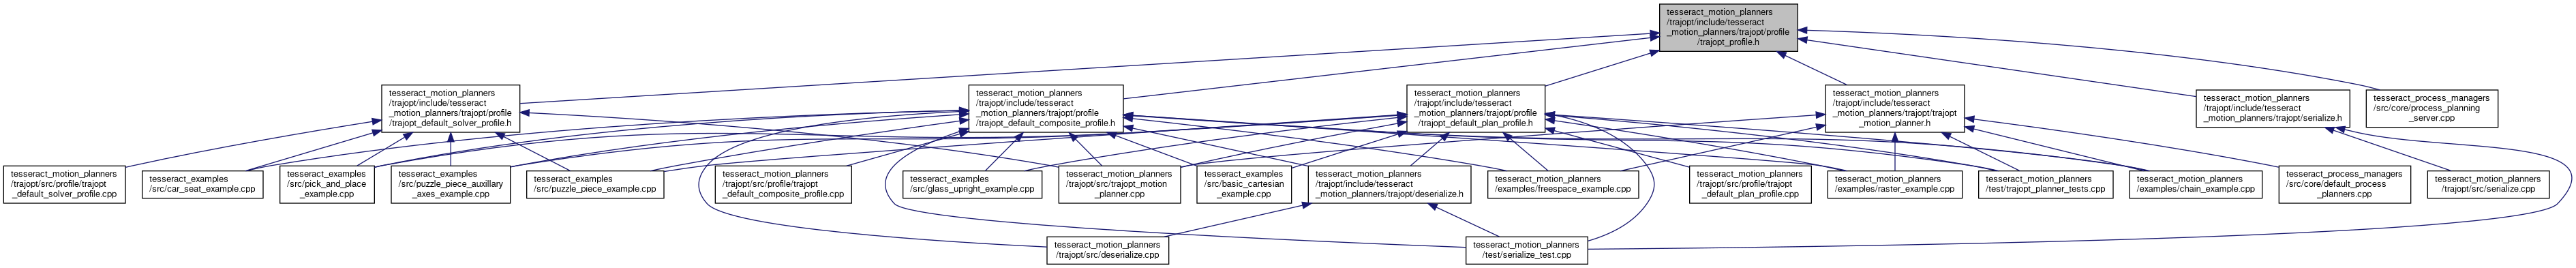 tesseract_motion_planners
/trajopt/include/tesseract
_motion_planners/trajopt/profile
/trajopt_profile.h
tesseract_motion_planners
/trajopt/include/tesseract
_motion_planners/trajopt/profile
/trajopt_default_solver_profile.h
tesseract_motion_planners
/trajopt/include/tesseract
_motion_planners/trajopt/profile
/trajopt_default_composite_profile.h
tesseract_motion_planners
/trajopt/include/tesseract
_motion_planners/trajopt/profile
/trajopt_default_plan_profile.h
tesseract_motion_planners
/trajopt/include/tesseract
_motion_planners/trajopt/trajopt
_motion_planner.h
tesseract_motion_planners
/trajopt/include/tesseract
_motion_planners/trajopt/serialize.h
tesseract_process_managers
/src/core/process_planning
_server.cpp
tesseract_motion_planners
/trajopt/src/profile/trajopt
_default_solver_profile.cpp
tesseract_examples
/src/car_seat_example.cpp
tesseract_examples
/src/pick_and_place
_example.cpp
tesseract_examples
/src/puzzle_piece_auxillary
_axes_example.cpp
tesseract_examples
/src/puzzle_piece_example.cpp
tesseract_motion_planners
/trajopt/src/profile/trajopt
_default_composite_profile.cpp
tesseract_examples
/src/glass_upright_example.cpp
tesseract_motion_planners
/trajopt/src/trajopt_motion
_planner.cpp
tesseract_examples
/src/basic_cartesian
_example.cpp
tesseract_motion_planners
/trajopt/include/tesseract
_motion_planners/trajopt/deserialize.h
tesseract_motion_planners
/examples/freespace_example.cpp
tesseract_motion_planners
/trajopt/src/profile/trajopt
_default_plan_profile.cpp
tesseract_motion_planners
/examples/raster_example.cpp
tesseract_motion_planners
/test/trajopt_planner_tests.cpp
tesseract_motion_planners
/examples/chain_example.cpp
tesseract_process_managers
/src/core/default_process
_planners.cpp
tesseract_motion_planners
/trajopt/src/serialize.cpp
tesseract_motion_planners
/trajopt/src/deserialize.cpp
tesseract_motion_planners
/test/serialize_test.cpp